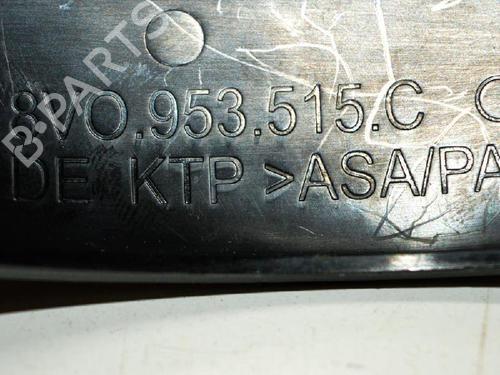 B-PARTS
8V0.953.515.C
DE KTP >ASA/PA